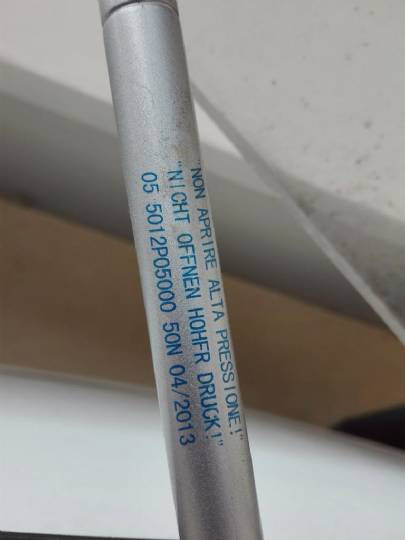 "NON APRIRE ALTA PRESSIONE!"
"NICHT OFFNEN HOHER DRUCK!"
05 5012P05000 50N 04/2013